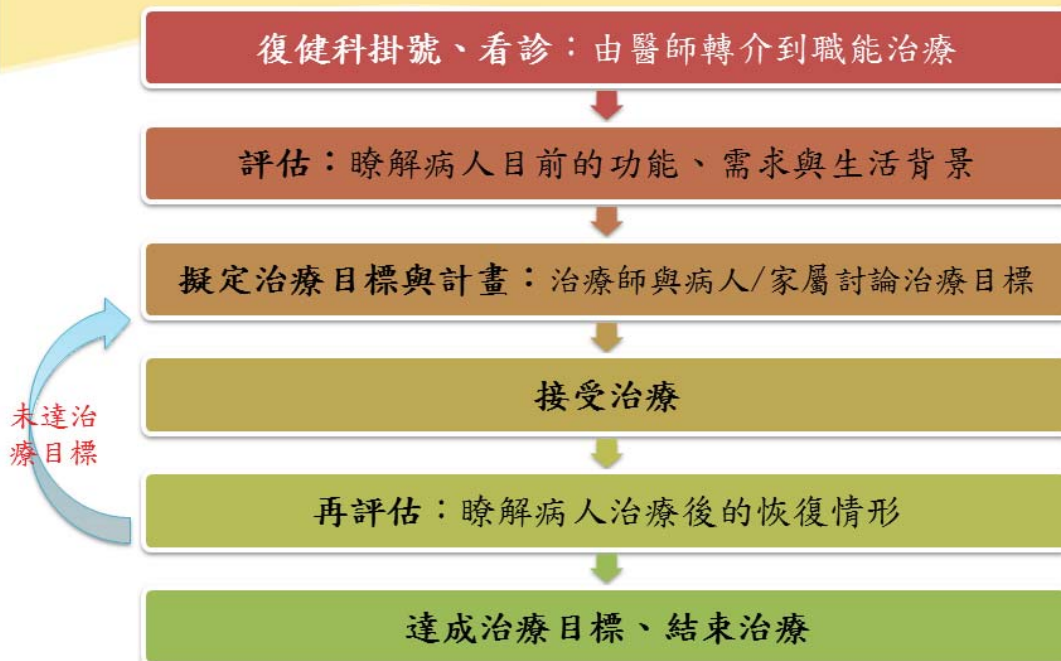 復健科掛號、看診：由醫師轉介到職能治療
評估：瞭解病人目前的功能、需求與生活背景
擬定治療目標與計畫：治療師與病人/家屬討論治療目標
接受治療
未達治
療目標
再評估：瞭解病人治療後的恢復情形
達成治療目標、結束治療